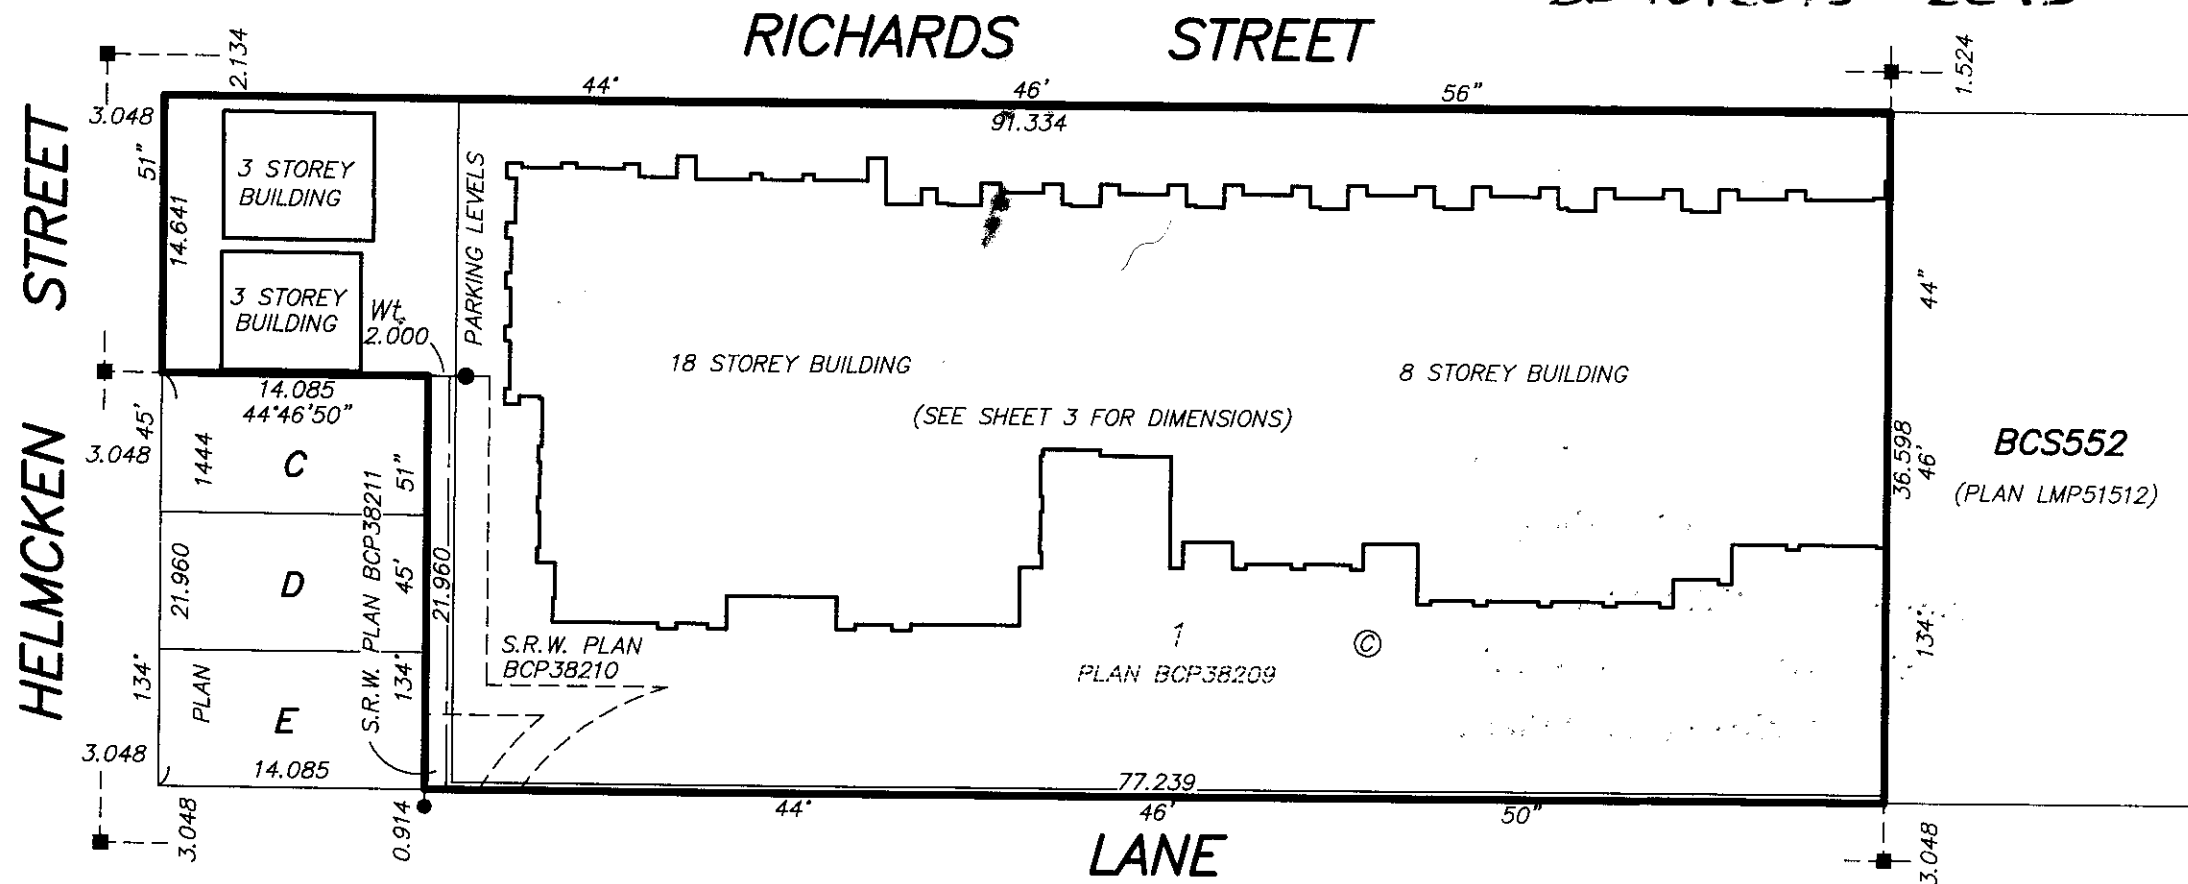 RICHARDS STREET
2.134
1.524
44° 46' 56"
91.334
3.048
HELMCKEN STREET
51"
14.641
3 STOREY
BUILDING
3 STOREY
BUILDING
PARKING LEVELS
Wt.
2.000
18 STOREY BUILDING
8 STOREY BUILDING
(SEE SHEET 3 FOR DIMENSIONS)
44"
36.598
46'
134°
BCS552
(PLAN LMP51512)
14.085
44°46'50"
45'
3.048
1444
C
51"
21.960
D
45'
21.960
S.R.W. PLAN BCP38211
134°
PLAN
E
134°
14.085
3.048
S.R.W. PLAN
BCP38210
1
PLAN BCP38209
©
77.239
44° 46' 50"
3.048
0.914
LANE
3.048